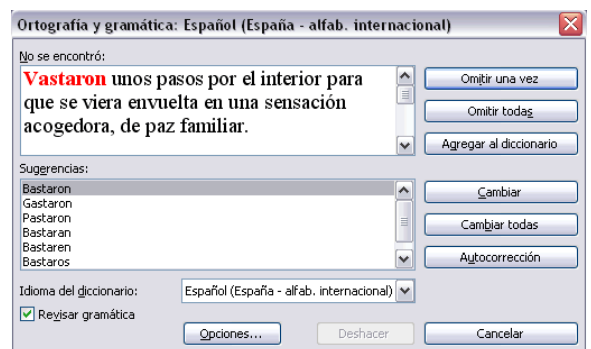 Ortografía y gramática: Español (España - alfab. internacional)
No se encontró:
Vastaron unos pasos por el interior para
que se viera envuelta en una sensación
acogedora, de paz familiar.
Omitir una vez
Omitir todas
Agregar al diccionario
Sugerencias:
Bastaron
Gastaron
Pastaron
Bastaran
Bastaren
Bastaros
Cambiar
Cambiar todas
Autocorrección
Idioma del diccionario:
Español (España - alfab. internacional)
Revisar gramática
Opciones...
Deshacer
Cancelar